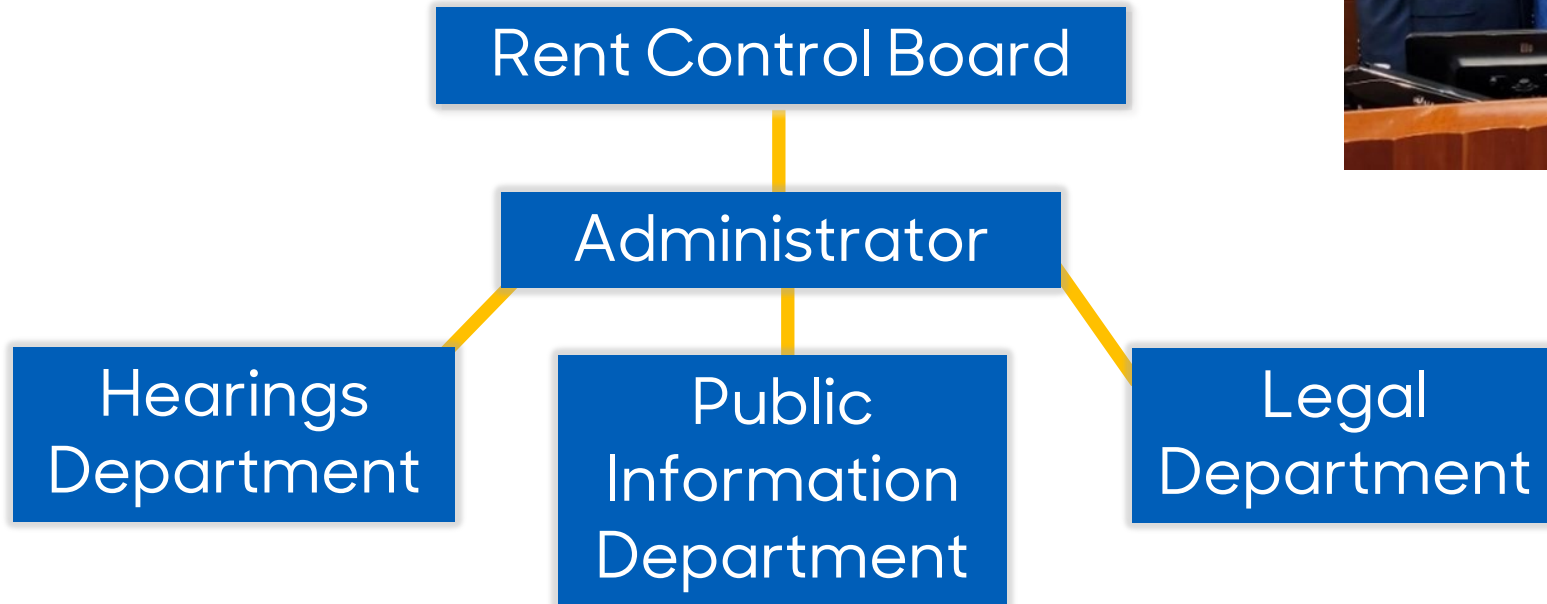 Rent Control Board
Administrator
Hearings
Department
Public
Information
Department
Legal
Department